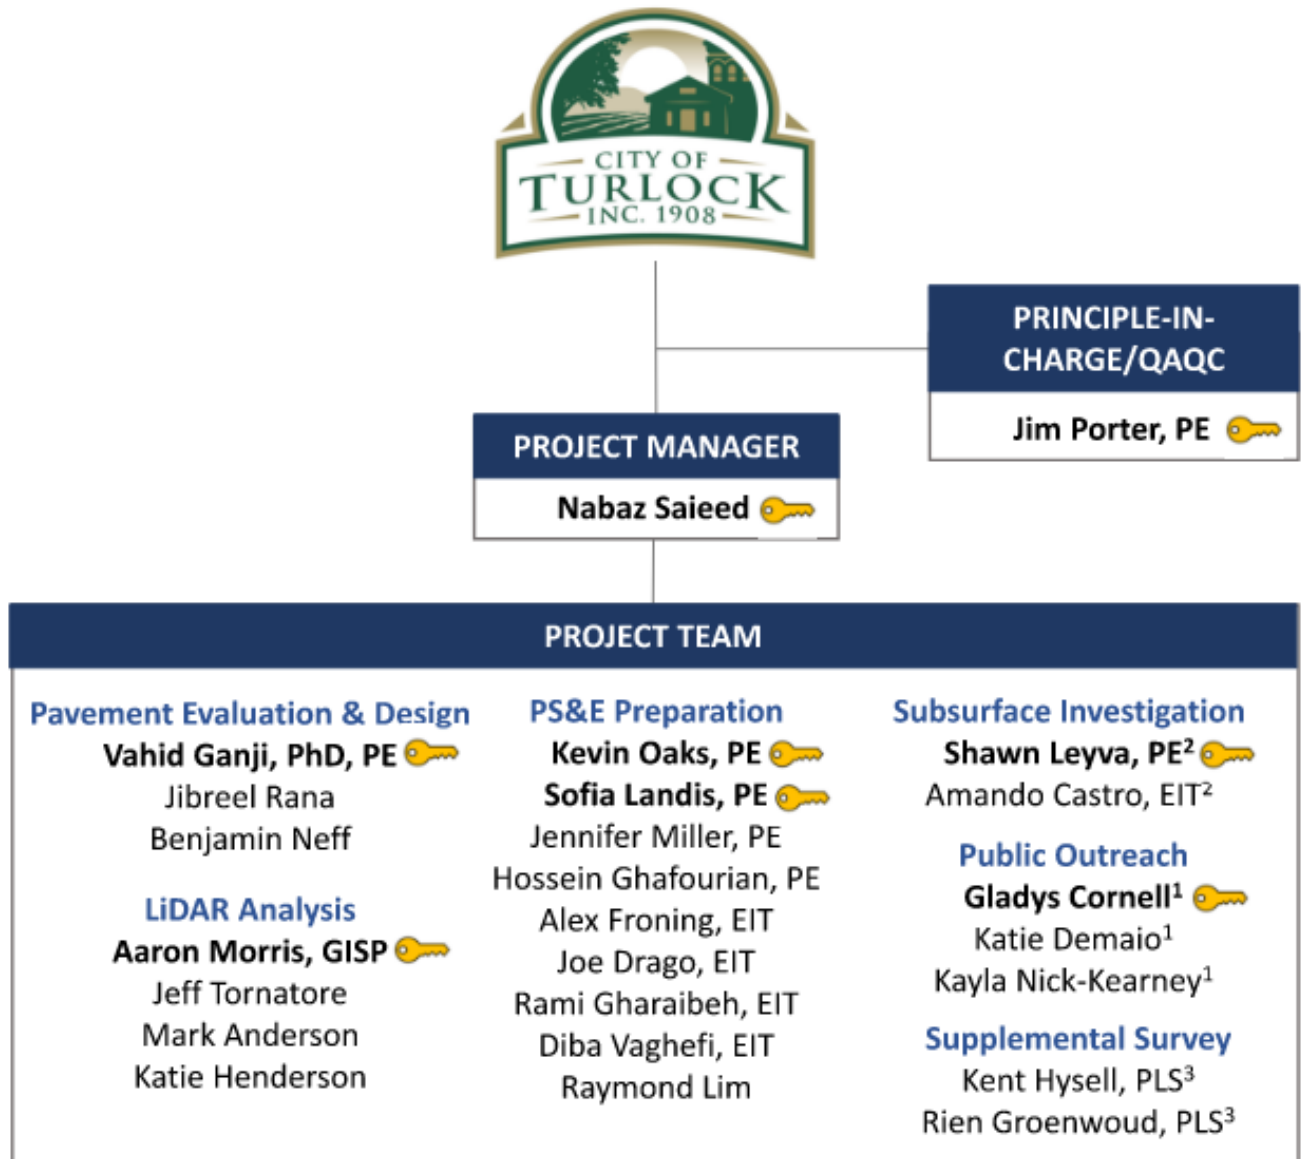 CITY OF
TURLOCK
INC. 1908
PRINCIPLE-IN-
CHARGE/QAQC
Jim Porter, PE
PROJECT MANAGER
Nabaz Saieed
PROJECT TEAM
Pavement Evaluation & Design
Vahid Ganji, PhD, PE
Jibreel Rana
Benjamin Neff
LiDAR Analysis
Aaron Morris, GISP
Jeff Tornatore
Mark Anderson
Katie Henderson
PS&E Preparation
Kevin Oaks, PE
Sofia Landis, PE
Jennifer Miller, PE
Hossein Ghafourian, PE
Alex Froning, EIT
Joe Drago, EIT
Rami Gharaibeh, EIT
Diba Vaghefi, EIT
Raymond Lim
Subsurface Investigation
Shawn Leyva, PE²
Amando Castro, EIT²
Public Outreach
Gladys Cornell¹
Katie Demaio¹
Kayla Nick-Kearney¹
Supplemental Survey
Kent Hysell, PLS³
Rien Groenwoud, PLS³